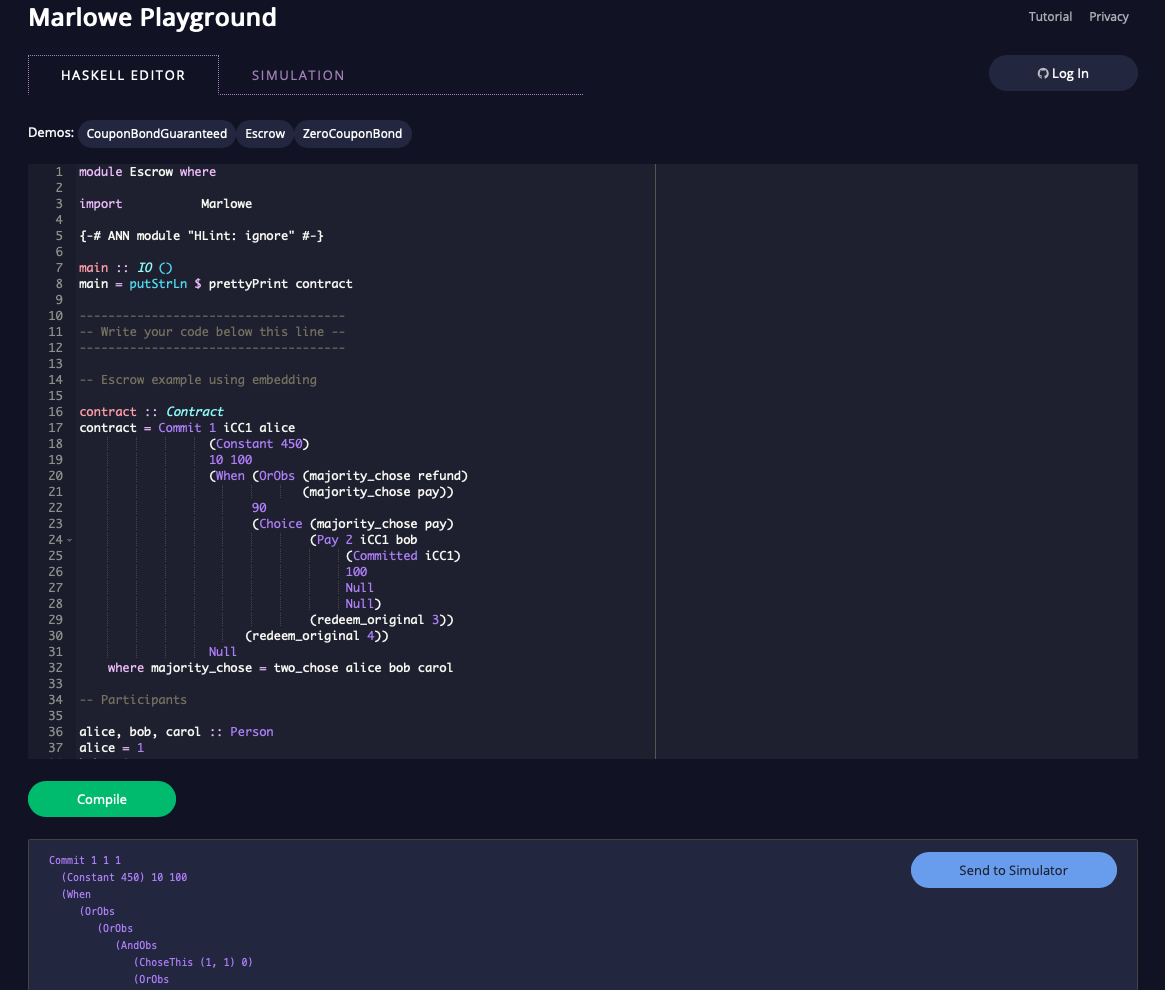 Marlowe Playground
Tutorial Privacy
HASKELL EDITOR SIMULATION
Log In
Demos: CouponBondGuaranteed Escrow ZeroCouponBond
1 module Escrow where
2
3 import           Marlowe
4
5 {-# ANN module "HLint: ignore" #-}
6
7 main :: IO ()
8 main = putStrLn $ prettyPrint contract
9
10 -------------------------------------
11 -- Write your code below this line --
12 -------------------------------------
13
14 -- Escrow example using embedding
15
16 contract :: Contract
17 contract = Commit 1 iCC1 alice
18                   (Constant 450)
19                   10 100
20                   (When (OrObs (majority_chose refund)
21                                (majority_chose pay))
22                         90
23                         (Choice (majority_chose pay)
24                                 (Pay 2 iCC1 bob
25                                      (Committed iCC1)
26                                      100
27                                      Null
28                                      Null)
29                                 (redeem_original 3))
30                        (redeem_original 4))
31                   Null
32     where majority_chose = two_chose alice bob carol
33
34 -- Participants
35
36 alice, bob, carol :: Person
37 alice = 1
Compile
Send to Simulator
Commit 1 1 1
  (Constant 450) 10 100
  (When
     (OrObs
        (OrObs
           (AndObs
              (ChoseThis (1, 1) 0)
              (OrObs